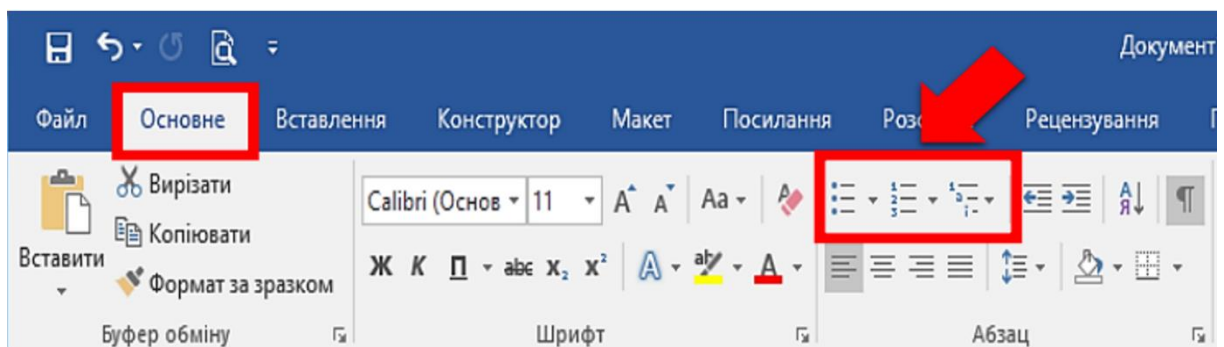 Документ
Файл Основне Вставлення Конструктор Макет Посилання Рецензування
Вирізати
Calibri (Основ 11 Aa
Копіювати
Вставити
Ж К П abc x₂ x²
Формат за зразком
Буфер обміну Шрифт Абзац